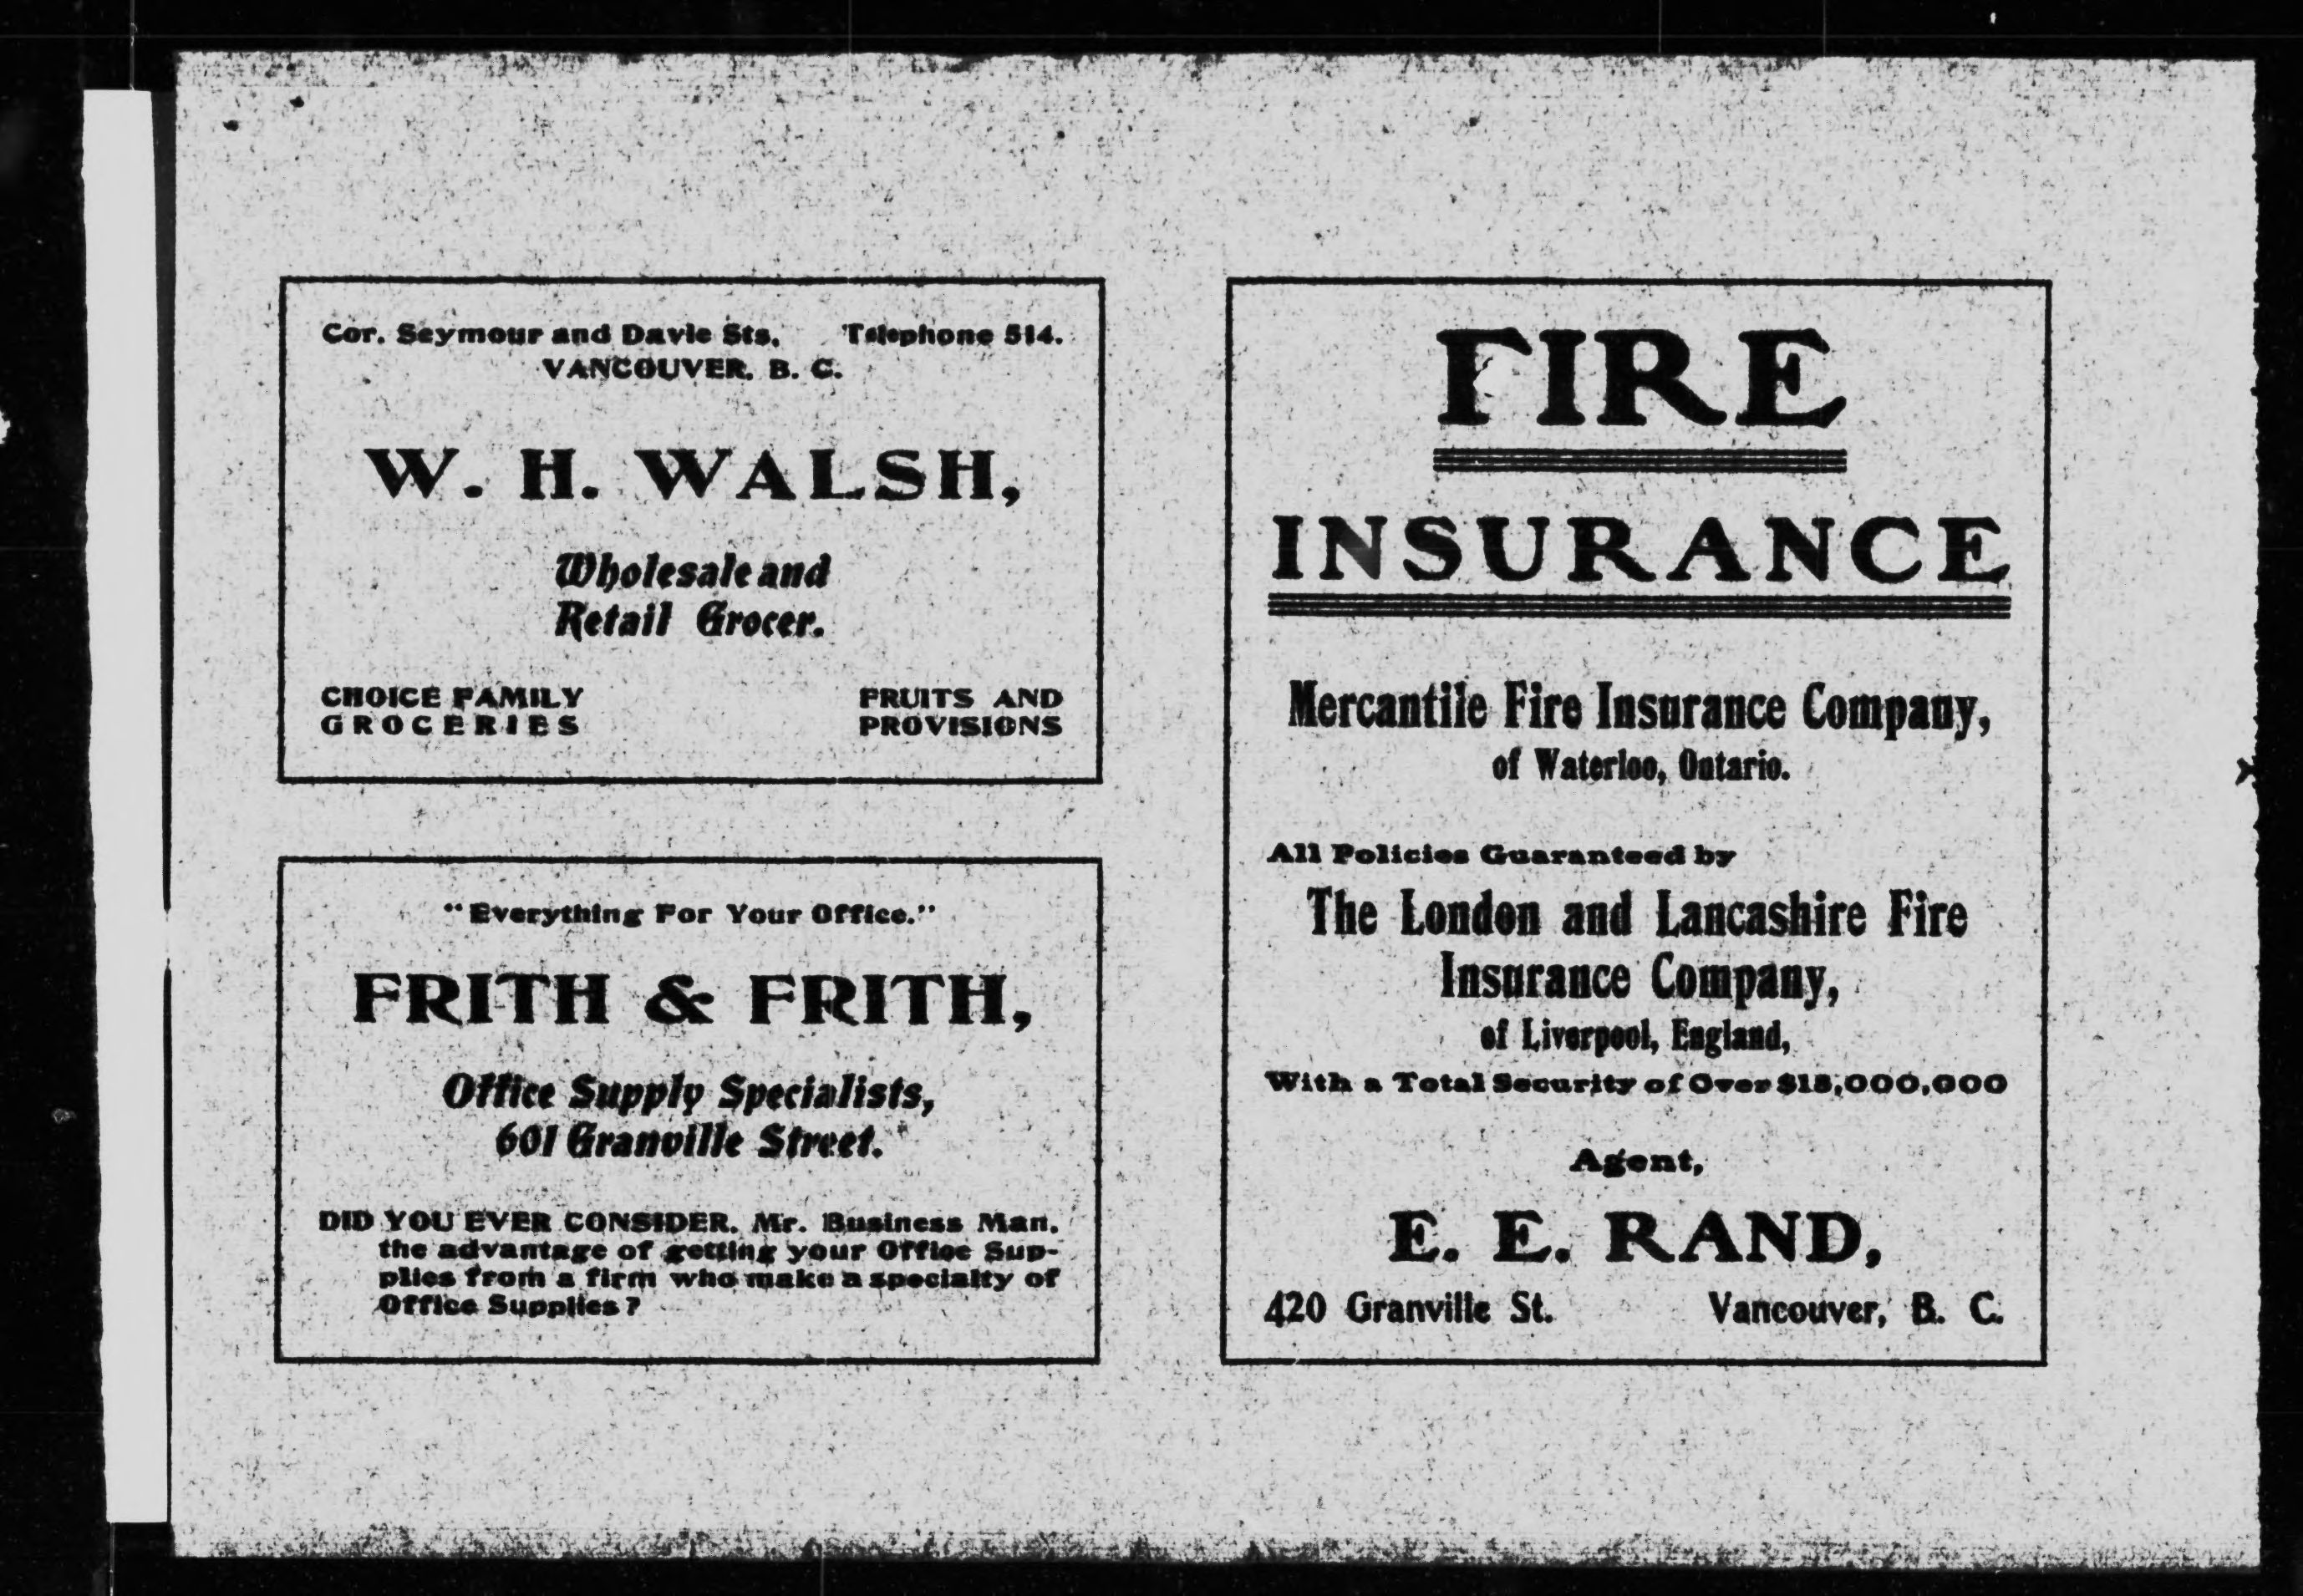 Cor. Seymour and Davie Sts. Telephone 514.
VANCOUVER, B. C.
W. H. WALSH,
Wholesale and
Retail Grocer.
CHOICE FAMILY
GROCERIES
FRUITS AND
PROVISIONS
"Everything For Your Office."
FRITH & FRITH,
Office Supply Specialists,
601 Granville Street.
DID YOU EVER CONSIDER, Mr. Business Man,
the advantage of getting your Office Sup-
plies from a firm who make a specialty of
Office Supplies?
FIRE
INSURANCE
Mercantile Fire Insurance Company,
of Waterloo, Ontario.
All Policies Guaranteed by
The London and Lancashire Fire
Insurance Company,
of Liverpool, England,
With a Total Security of Over
Agent,
E. E. RAND,
420 Granville St. Vancouver, B. C.